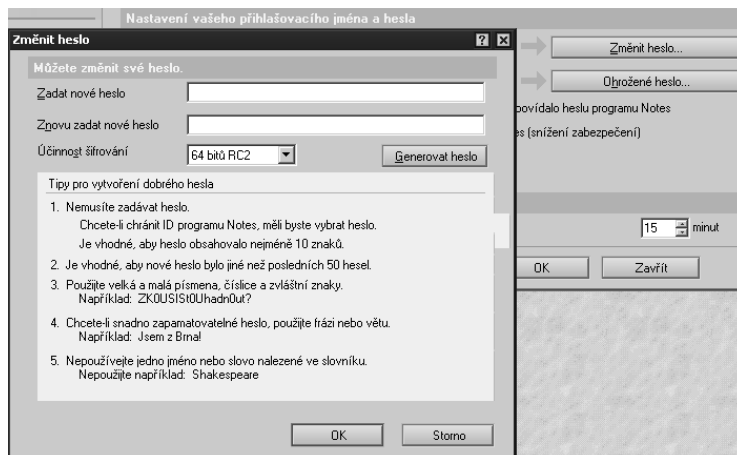 Nastavení vašeho přihlašovacího jména a hesla
Změnit heslo
Můžete změnit své heslo.
Zadat nové heslo
Znovu zadat nové heslo
Účinnost šifrování
64 bitů RC2
Generovat heslo
Tipy pro vytvoření dobrého hesla
1. Nemusíte zadávat heslo.
Chcete-li chránit ID programu Notes, měli byste vybrat heslo.
Je vhodné, aby heslo obsahovalo nejméně 10 znaků.
2. Je vhodné, aby nové heslo bylo jiné než posledních 50 hesel.
3. Použijte velká a malá písmena, číslice a zvláštní znaky.
Například: ZK0USISt0Uhadn0ut?
4. Chcete-li snadno zapamatovatelné heslo, použijte frázi nebo větu.
Například: Jsem z Brna!
5. Nepoužívejte jedno jméno nebo slovo nalezené ve slovníku.
Nepoužijte například: Shakespeare
OK
Storno
Změnit heslo...
Ohrožené heslo...
povídalo heslu programu Notes
es (snížení zabezpečení)
15 minut
OK
Zavřít